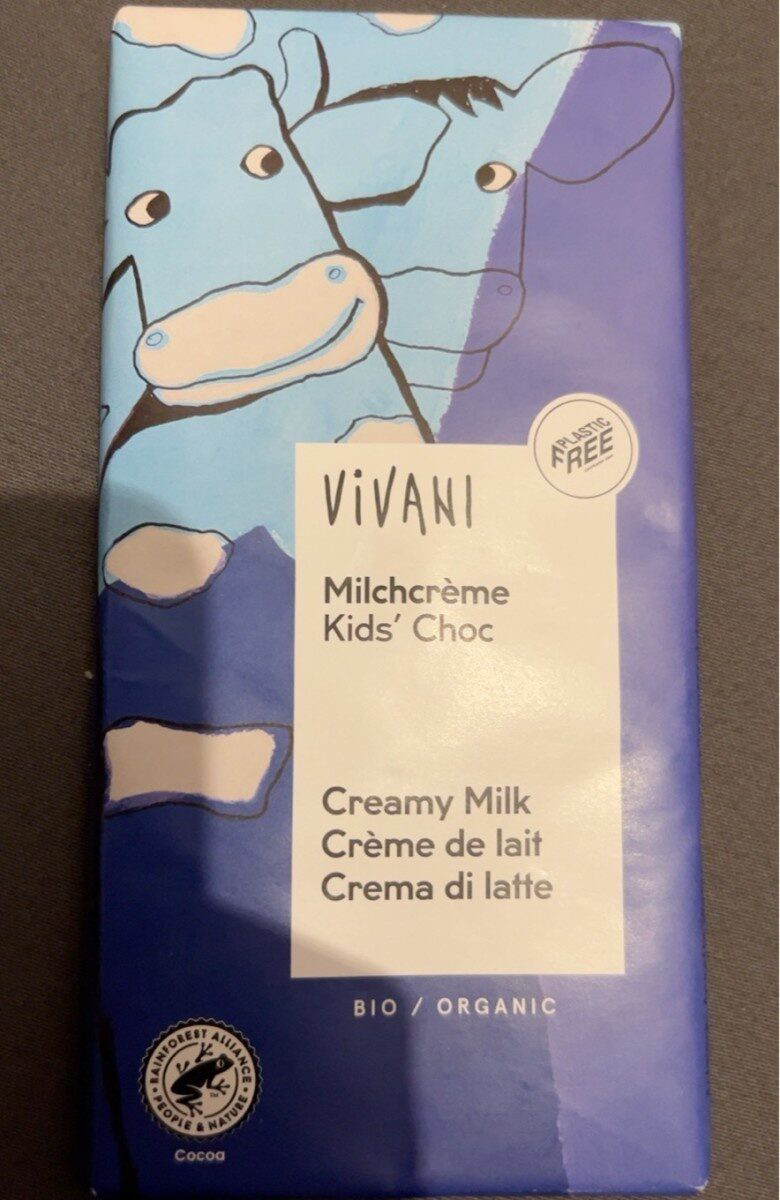 PLASTIC
FREE
ViVANI
Milchcrème
Kids' Choc
Creamy Milk
Crème de lait
Crema di latte
BIO / ORGANIC
RAINFOREST ALLIANCE
PEOPLE & NATURE
TM
Cocoa